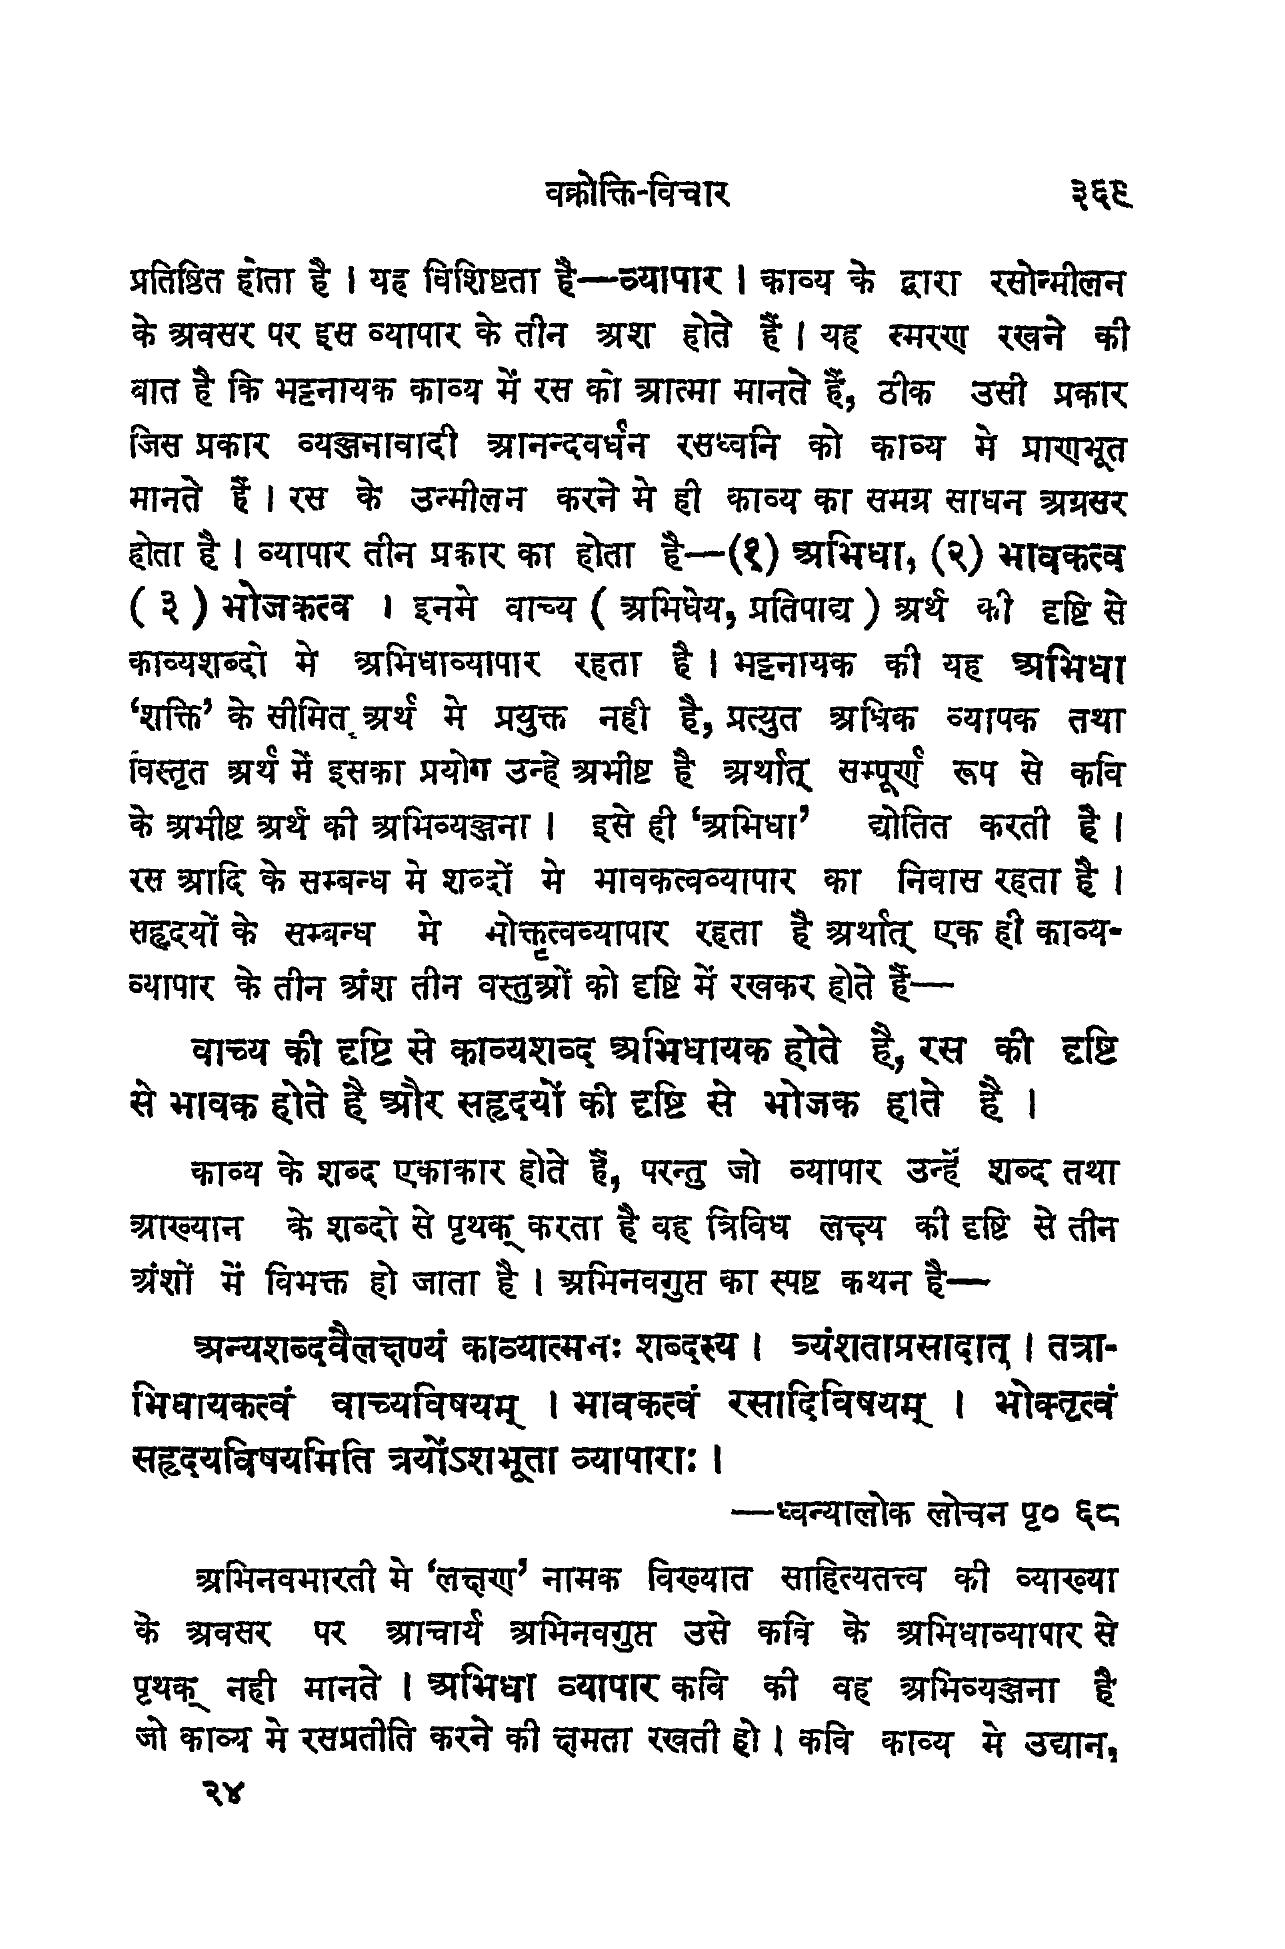 वक्रोक्ति-विचार ३६९
प्रतिष्ठित होता है । यह विशिष्टता है—व्यापार । काव्य के द्वारा रसोन्मीलन
के अवसर पर इस व्यापार के तीन अश होते हैं । यह स्मरण रखने की
बात है कि भट्टनायक काव्य में रस को आत्मा मानते हैं, ठीक उसी प्रकार
जिस प्रकार व्यञ्जनावादी आनन्दवर्धन रसध्वनि को काव्य मे प्राणभूत
मानते हैं । रस के उन्मीलन करने मे ही काव्य का समग्र साधन अग्रसर
होता है । व्यापार तीन प्रकार का होता है—(१) अभिधा, (२) भावकत्व
( ३ ) भोजकत्व । इनमे वाच्य ( अभिधेय, प्रतिपाद्य ) अर्थ की दृष्टि से
काव्यशब्दो मे अभिधाव्यापार रहता है । भट्टनायक की यह अभिधा
‘शक्ति’ के सीमित अर्थ मे प्रयुक्त नही है, प्रत्युत अधिक व्यापक तथा
विस्तृत अर्थ में इसका प्रयोग उन्हे अभीष्ट है अर्थात् सम्पूर्ण रूप से कवि
के अभीष्ट अर्थ की अभिव्यञ्जना । इसे ही ‘अभिधा’ द्योतित करती है ।
रस आदि के सम्बन्ध मे शब्दों मे भावकत्वव्यापार का निवास रहता है ।
सहृदयों के सम्बन्ध मे भोक्तृत्वव्यापार रहता है अर्थात् एक ही काव्य-
व्यापार के तीन अंश तीन वस्तुओं को दृष्टि में रखकर होते हैं—
वाच्य की दृष्टि से काव्यशब्द अभिधायक होते है, रस की दृष्टि
से भावक होते है और सहृदयों की दृष्टि से भोजक होते है ।
काव्य के शब्द एकाकार होते हैं, परन्तु जो व्यापार उन्हें शब्द तथा
आख्यान के शब्दो से पृथक् करता है वह त्रिविध लक्ष्य की दृष्टि से तीन
अंशों में विभक्त हो जाता है । अभिनवगुप्त का स्पष्ट कथन है—
अन्यशब्दवैलक्षण्यं काव्यात्मनः शब्दस्य । त्र्यंशताप्रसादात् । तत्रा-
भिधायकत्वं वाच्यविषयम् । भावकत्वं रसादिविषयम् । भोक्तृत्वं
सहृदयविषयमिति त्रयोंऽशभूता व्यापाराः ।
—ध्वन्यालोक लोचन पृ० ६८
अभिनवभारती मे ‘लक्षण’ नामक विख्यात साहित्यतत्त्व की व्याख्या
के अवसर पर आचार्य अभिनवगुप्त उसे कवि के अभिधाव्यापार से
पृथक् नही मानते । अभिधा व्यापार कवि की वह अभिव्यञ्जना है
जो काव्य मे रसप्रतीति करने की क्षमता रखती हो । कवि काव्य मे उद्यान,
२४